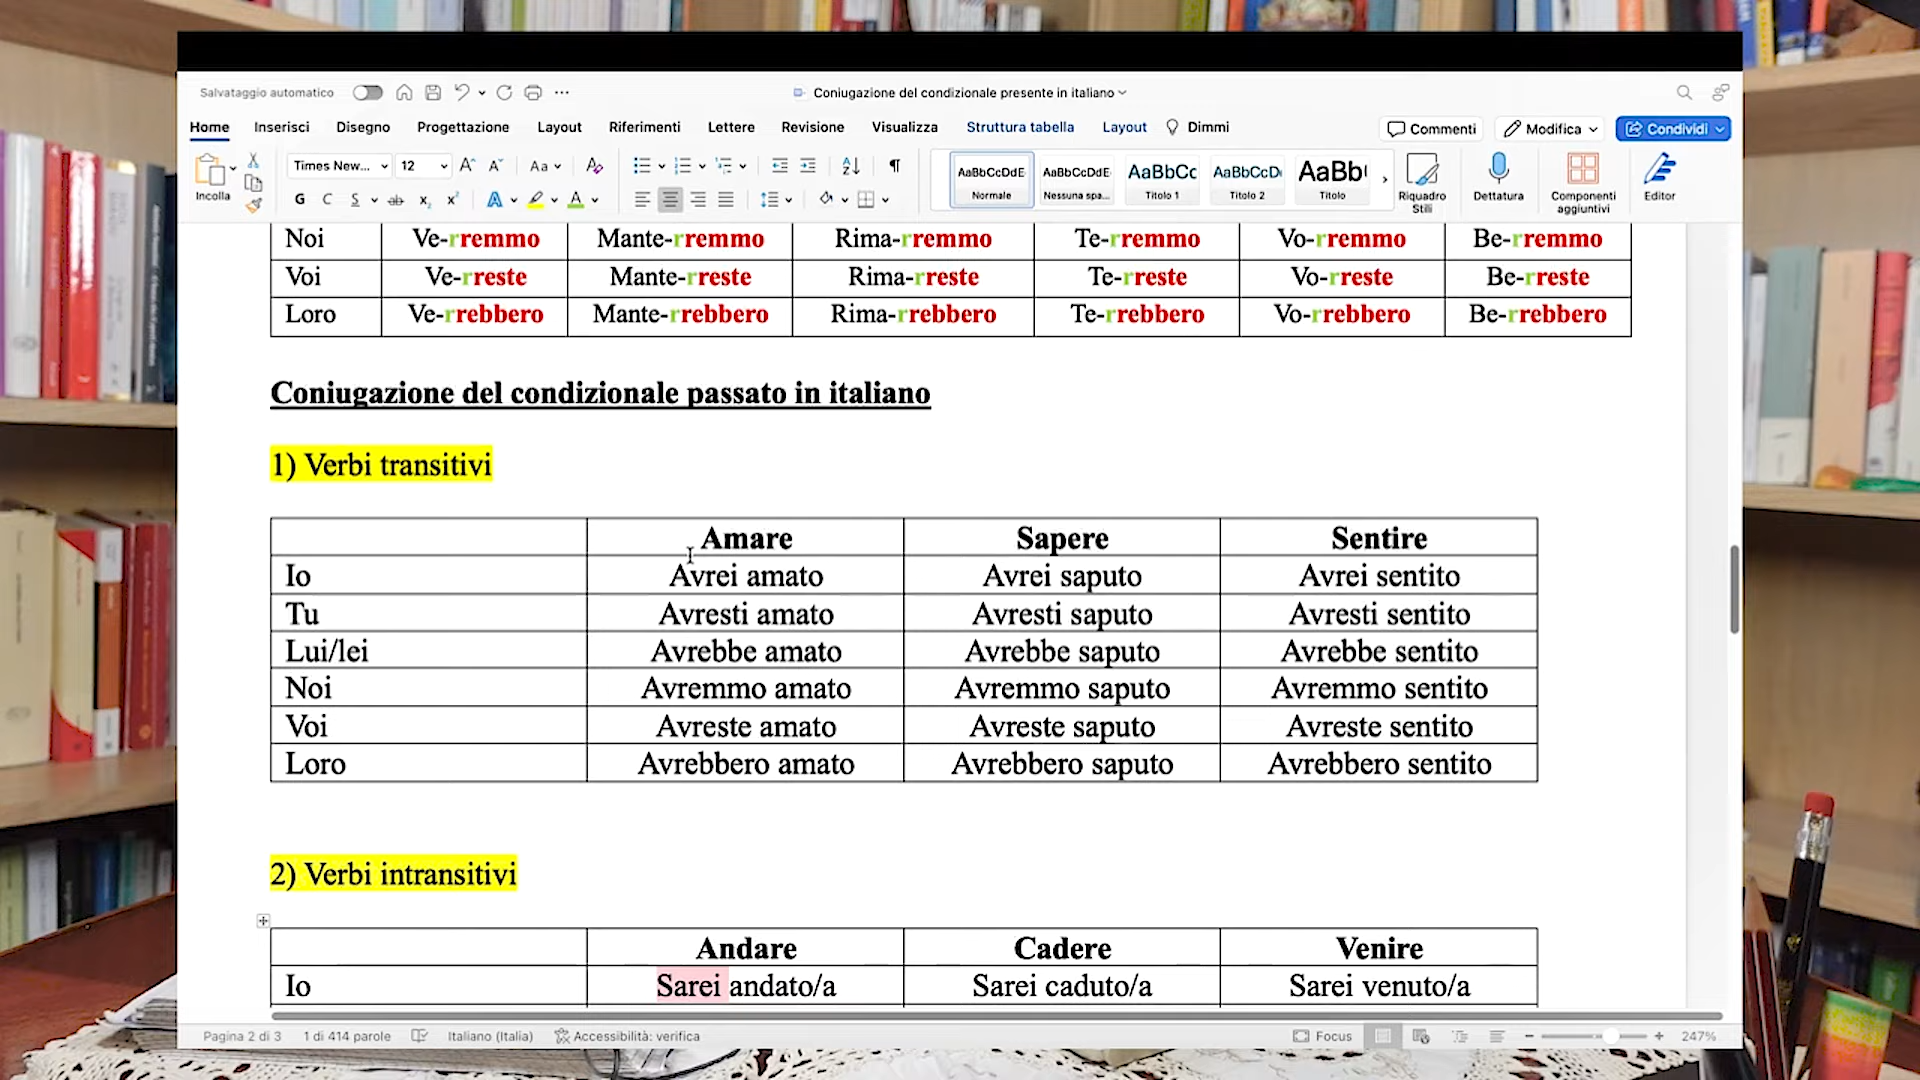 Salvataggio automatico
Coniugazione del condizionale presente in italiano
Home Inserisci Disegno Progettazione Layout Riferimenti Lettere Revisione Visualizza Struttura tabella Layout Dimmi Commenti Modifica Condividi
Incolla
Times New... 12 A A Aa A
G C S ab x₂ x² A A
AaBbCcDdE Normale
AaBbCcDdE Nessuna spa...
AaBbCc Titolo 1
AaBbCcD Titolo 2
AaBb Titolo
Riquadro Stili
Dettatura
Componenti aggiuntivi
Editor
Noi Ve-rremmo Mante-rremmo Rima-rremmo Te-rremmo Vo-rremmo Be-rremmo
Voi Ve-rreste Mante-rreste Rima-rreste Te-rreste Vo-rreste Be-rreste
Loro Ve-rrebbero Mante-rrebbero Rima-rrebbero Te-rrebbero Vo-rrebbero Be-rrebbero
Coniugazione del condizionale passato in italiano
1) Verbi transitivi
Amare Sapere Sentire
Io Avrei amato Avrei saputo Avrei sentito
Tu Avresti amato Avresti saputo Avresti sentito
Lui/lei Avrebbe amato Avrebbe saputo Avrebbe sentito
Noi Avremmo amato Avremmo saputo Avremmo sentito
Voi Avreste amato Avreste saputo Avreste sentito
Loro Avrebbero amato Avrebbero saputo Avrebbero sentito
2) Verbi intransitivi
Andare Cadere Venire
Io Sarei andato/a Sarei caduto/a Sarei venuto/a
Pagina 2 di 3 1 di 414 parole Italiano (Italia) Accessibilità: verifica Focus 247%